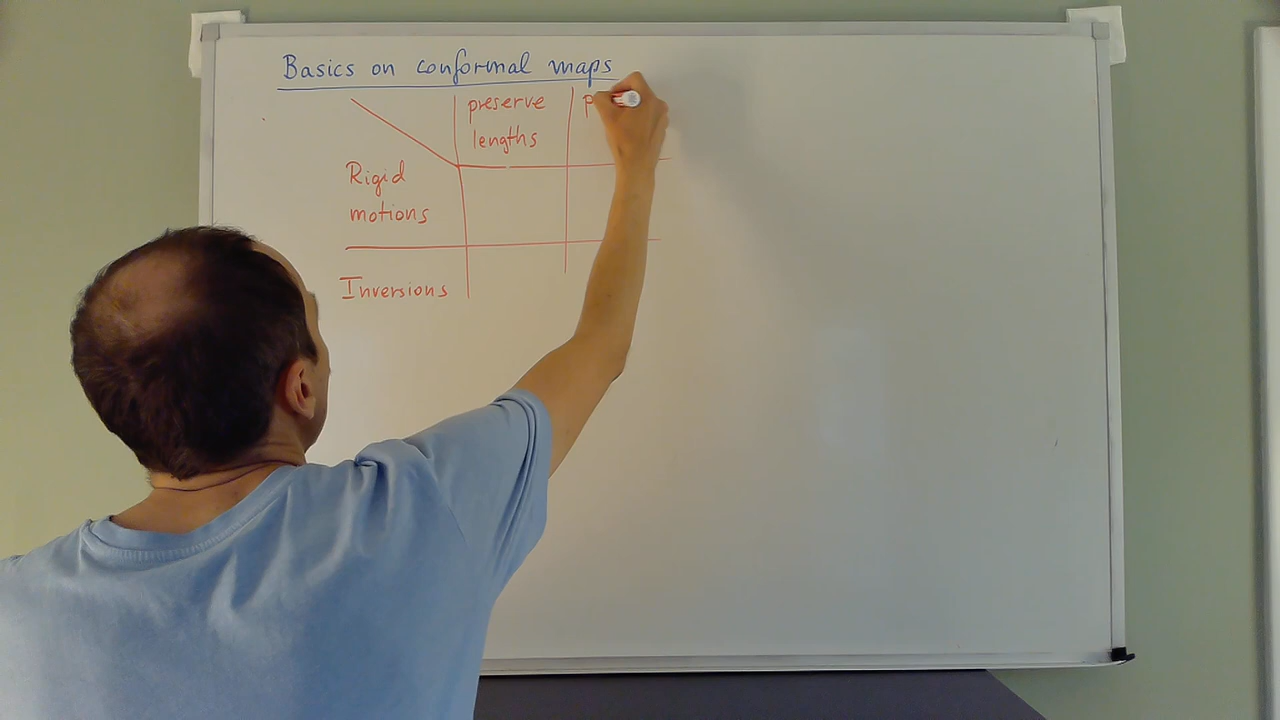 Basics on conformal maps
preserve
lengths
p
Rigid
motions
Inversions